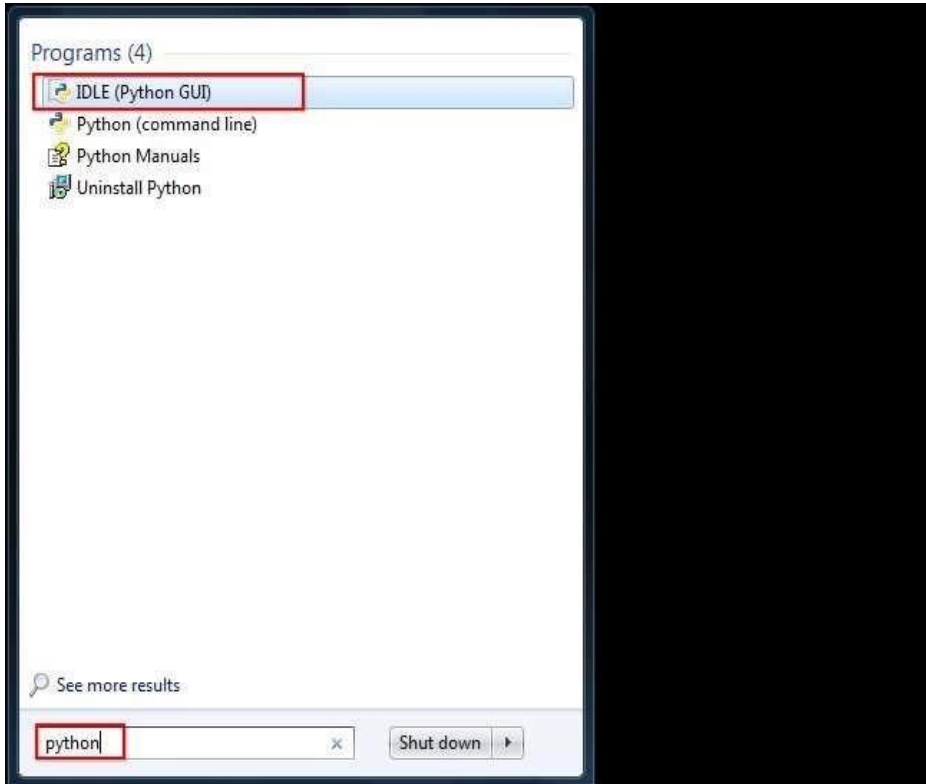 Programs (4)
IDLE (Python GUI)
Python (command line)
Python Manuals
Uninstall Python
See more results
python
Shut down